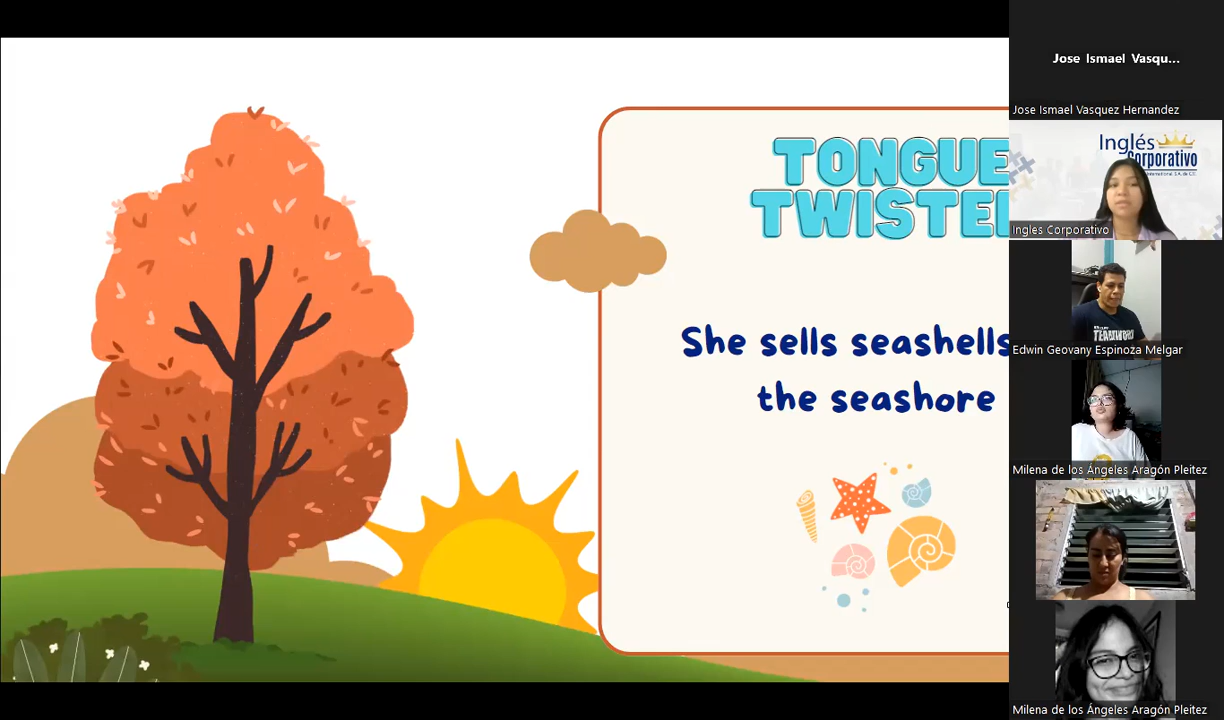 TONGUE
TWISTE
She sells seashells
the seashore
Jose Ismael Vasqu...
Jose Ismael Vasquez Hernandez
Inglés
Corporativo
Ingles Corporativo
Edwin Geovany Espinoza Melgar
Milena de los Ángeles Aragón Pleitez
Milena de los Ángeles Aragón Pleitez